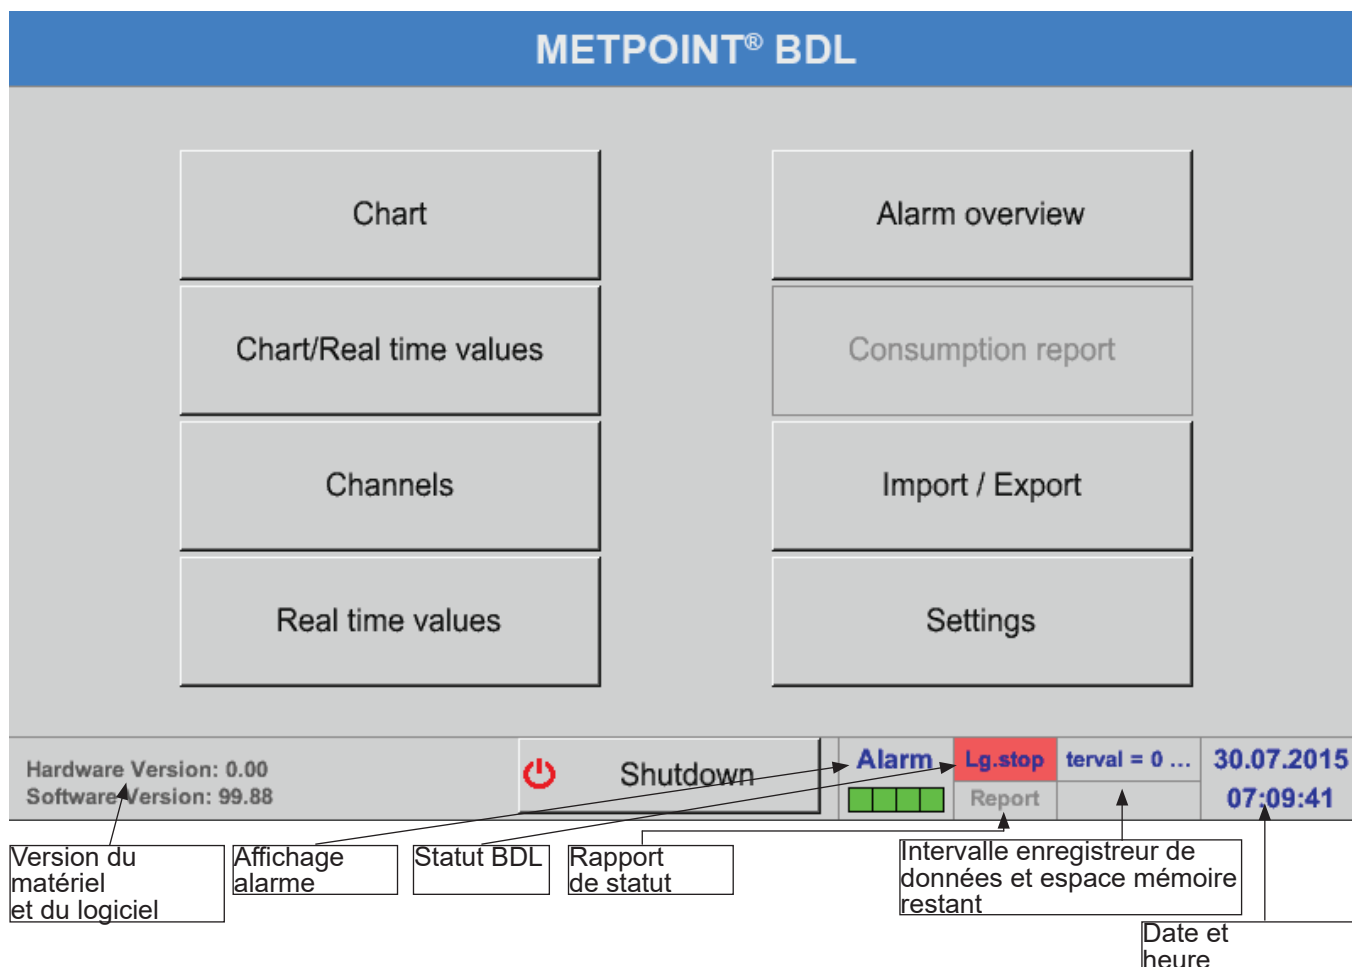 METPOINT® BDL
Chart
Alarm overview
Chart/Real time values
Consumption report
Channels
Import / Export
Real time values
Settings
Hardware Version: 0.00
Software Version: 99.88
Shutdown
Alarm
Lg.stop
terval = 0 ...
30.07.2015
Report
07:09:41
Version du
matériel
et du logiciel
Affichage
alarme
Statut BDL
Rapport
de statut
Intervalle enregistreur de
données et espace mémoire
restant
Date et
heure